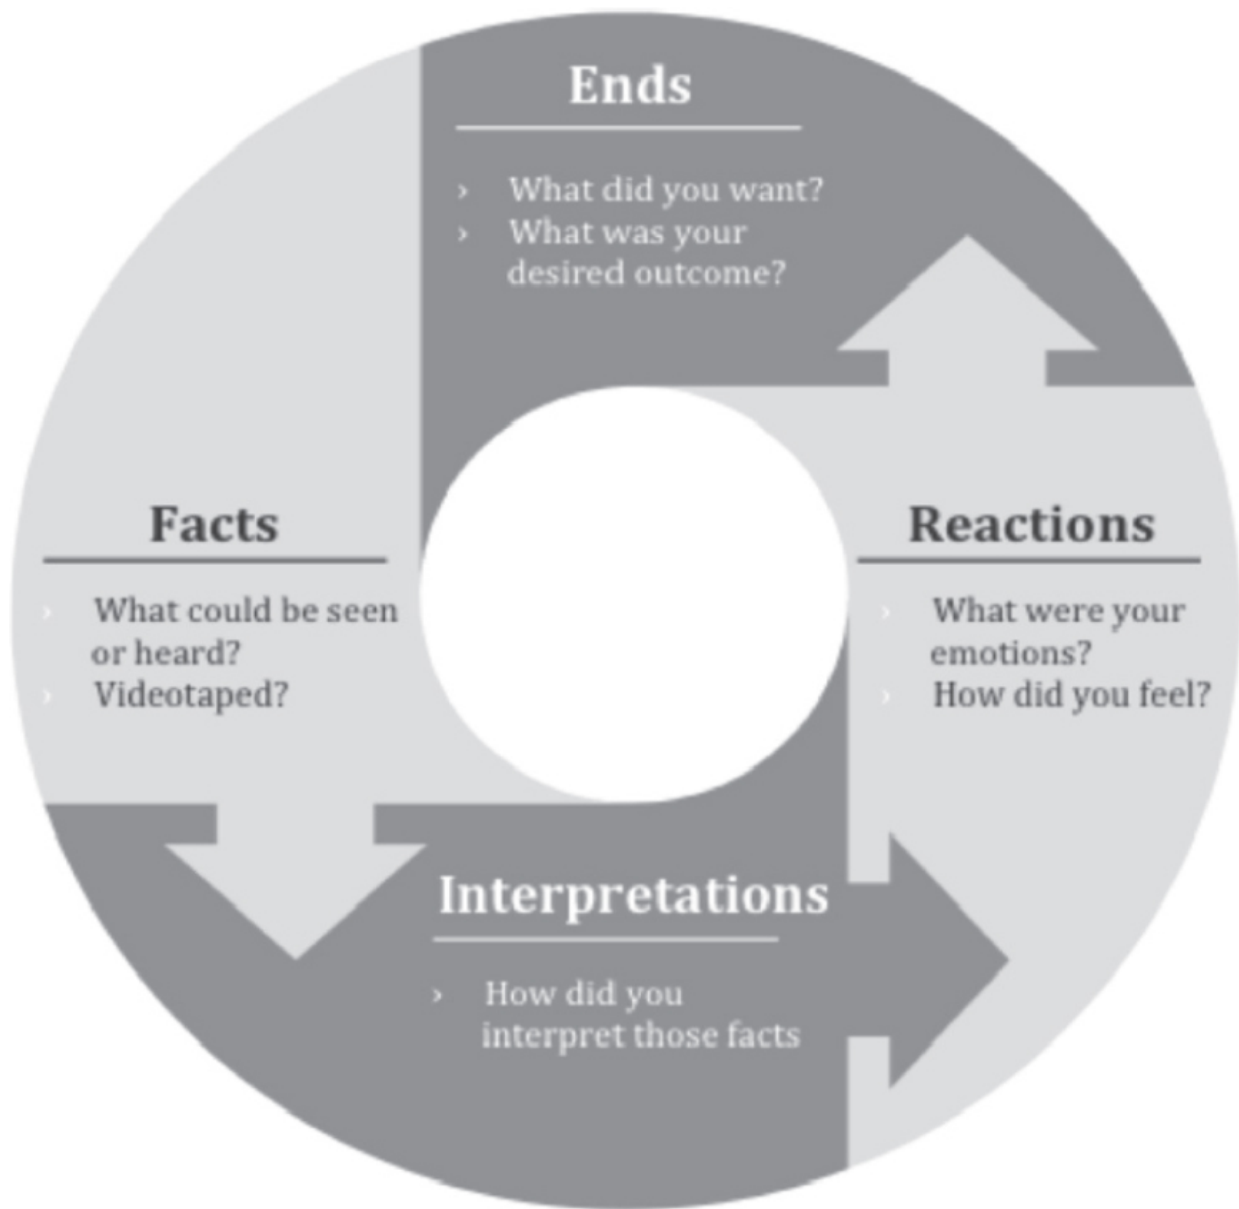 Ends
› What did you want?
› What was your
desired outcome?
Facts
› What could be seen
or heard?
› Videotaped?
Reactions
› What were your
emotions?
› How did you feel?
Interpretations
› How did you
interpret those facts